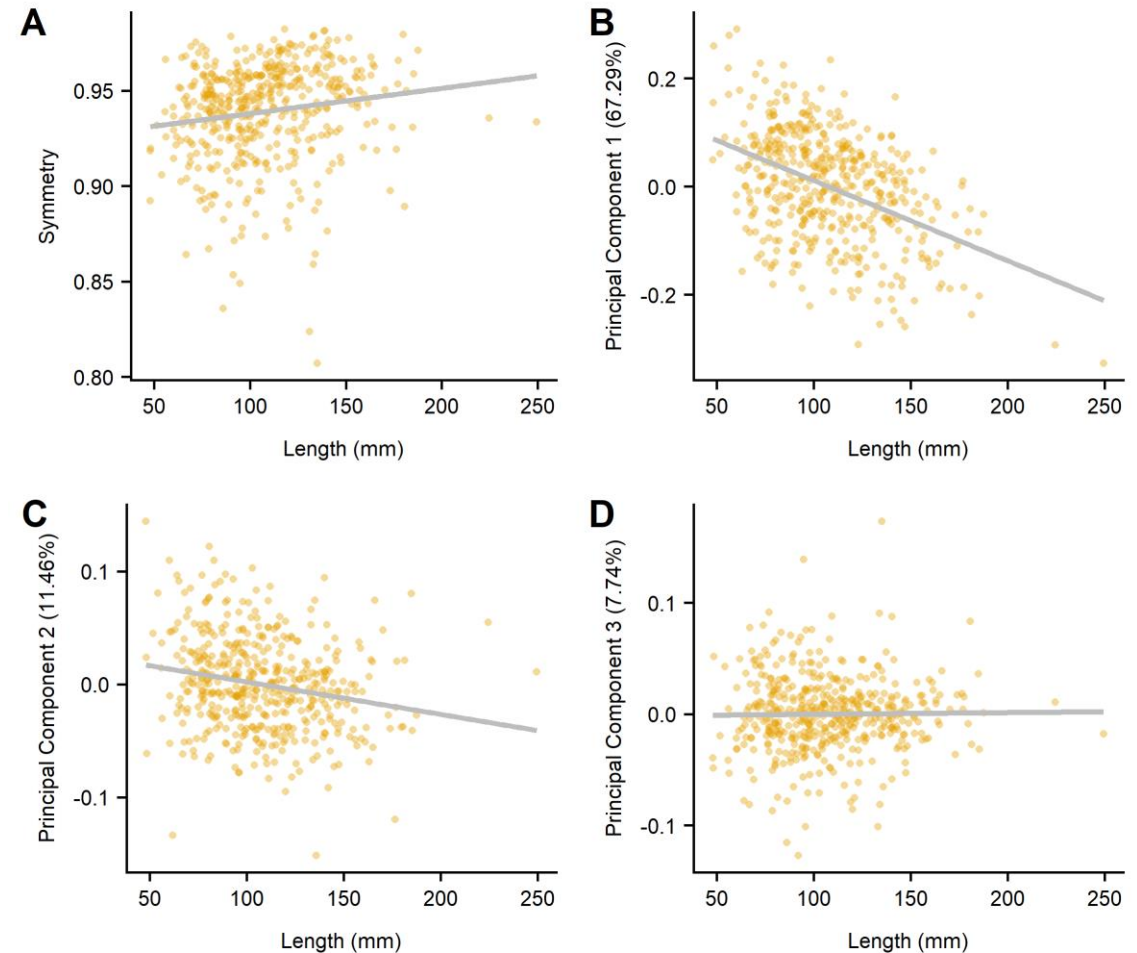 A
Symmetry
0.95
0.90
0.85
0.80
50 100 150 200 250
Length (mm)
B
Principal Component 1 (67.29%)
0.2
0.0
-0.2
50 100 150 200 250
Length (mm)
C
Principal Component 2 (11.46%)
0.1
0.0
-0.1
50 100 150 200 250
Length (mm)
D
Principal Component 3 (7.74%)
0.1
0.0
-0.1
50 100 150 200 250
Length (mm)